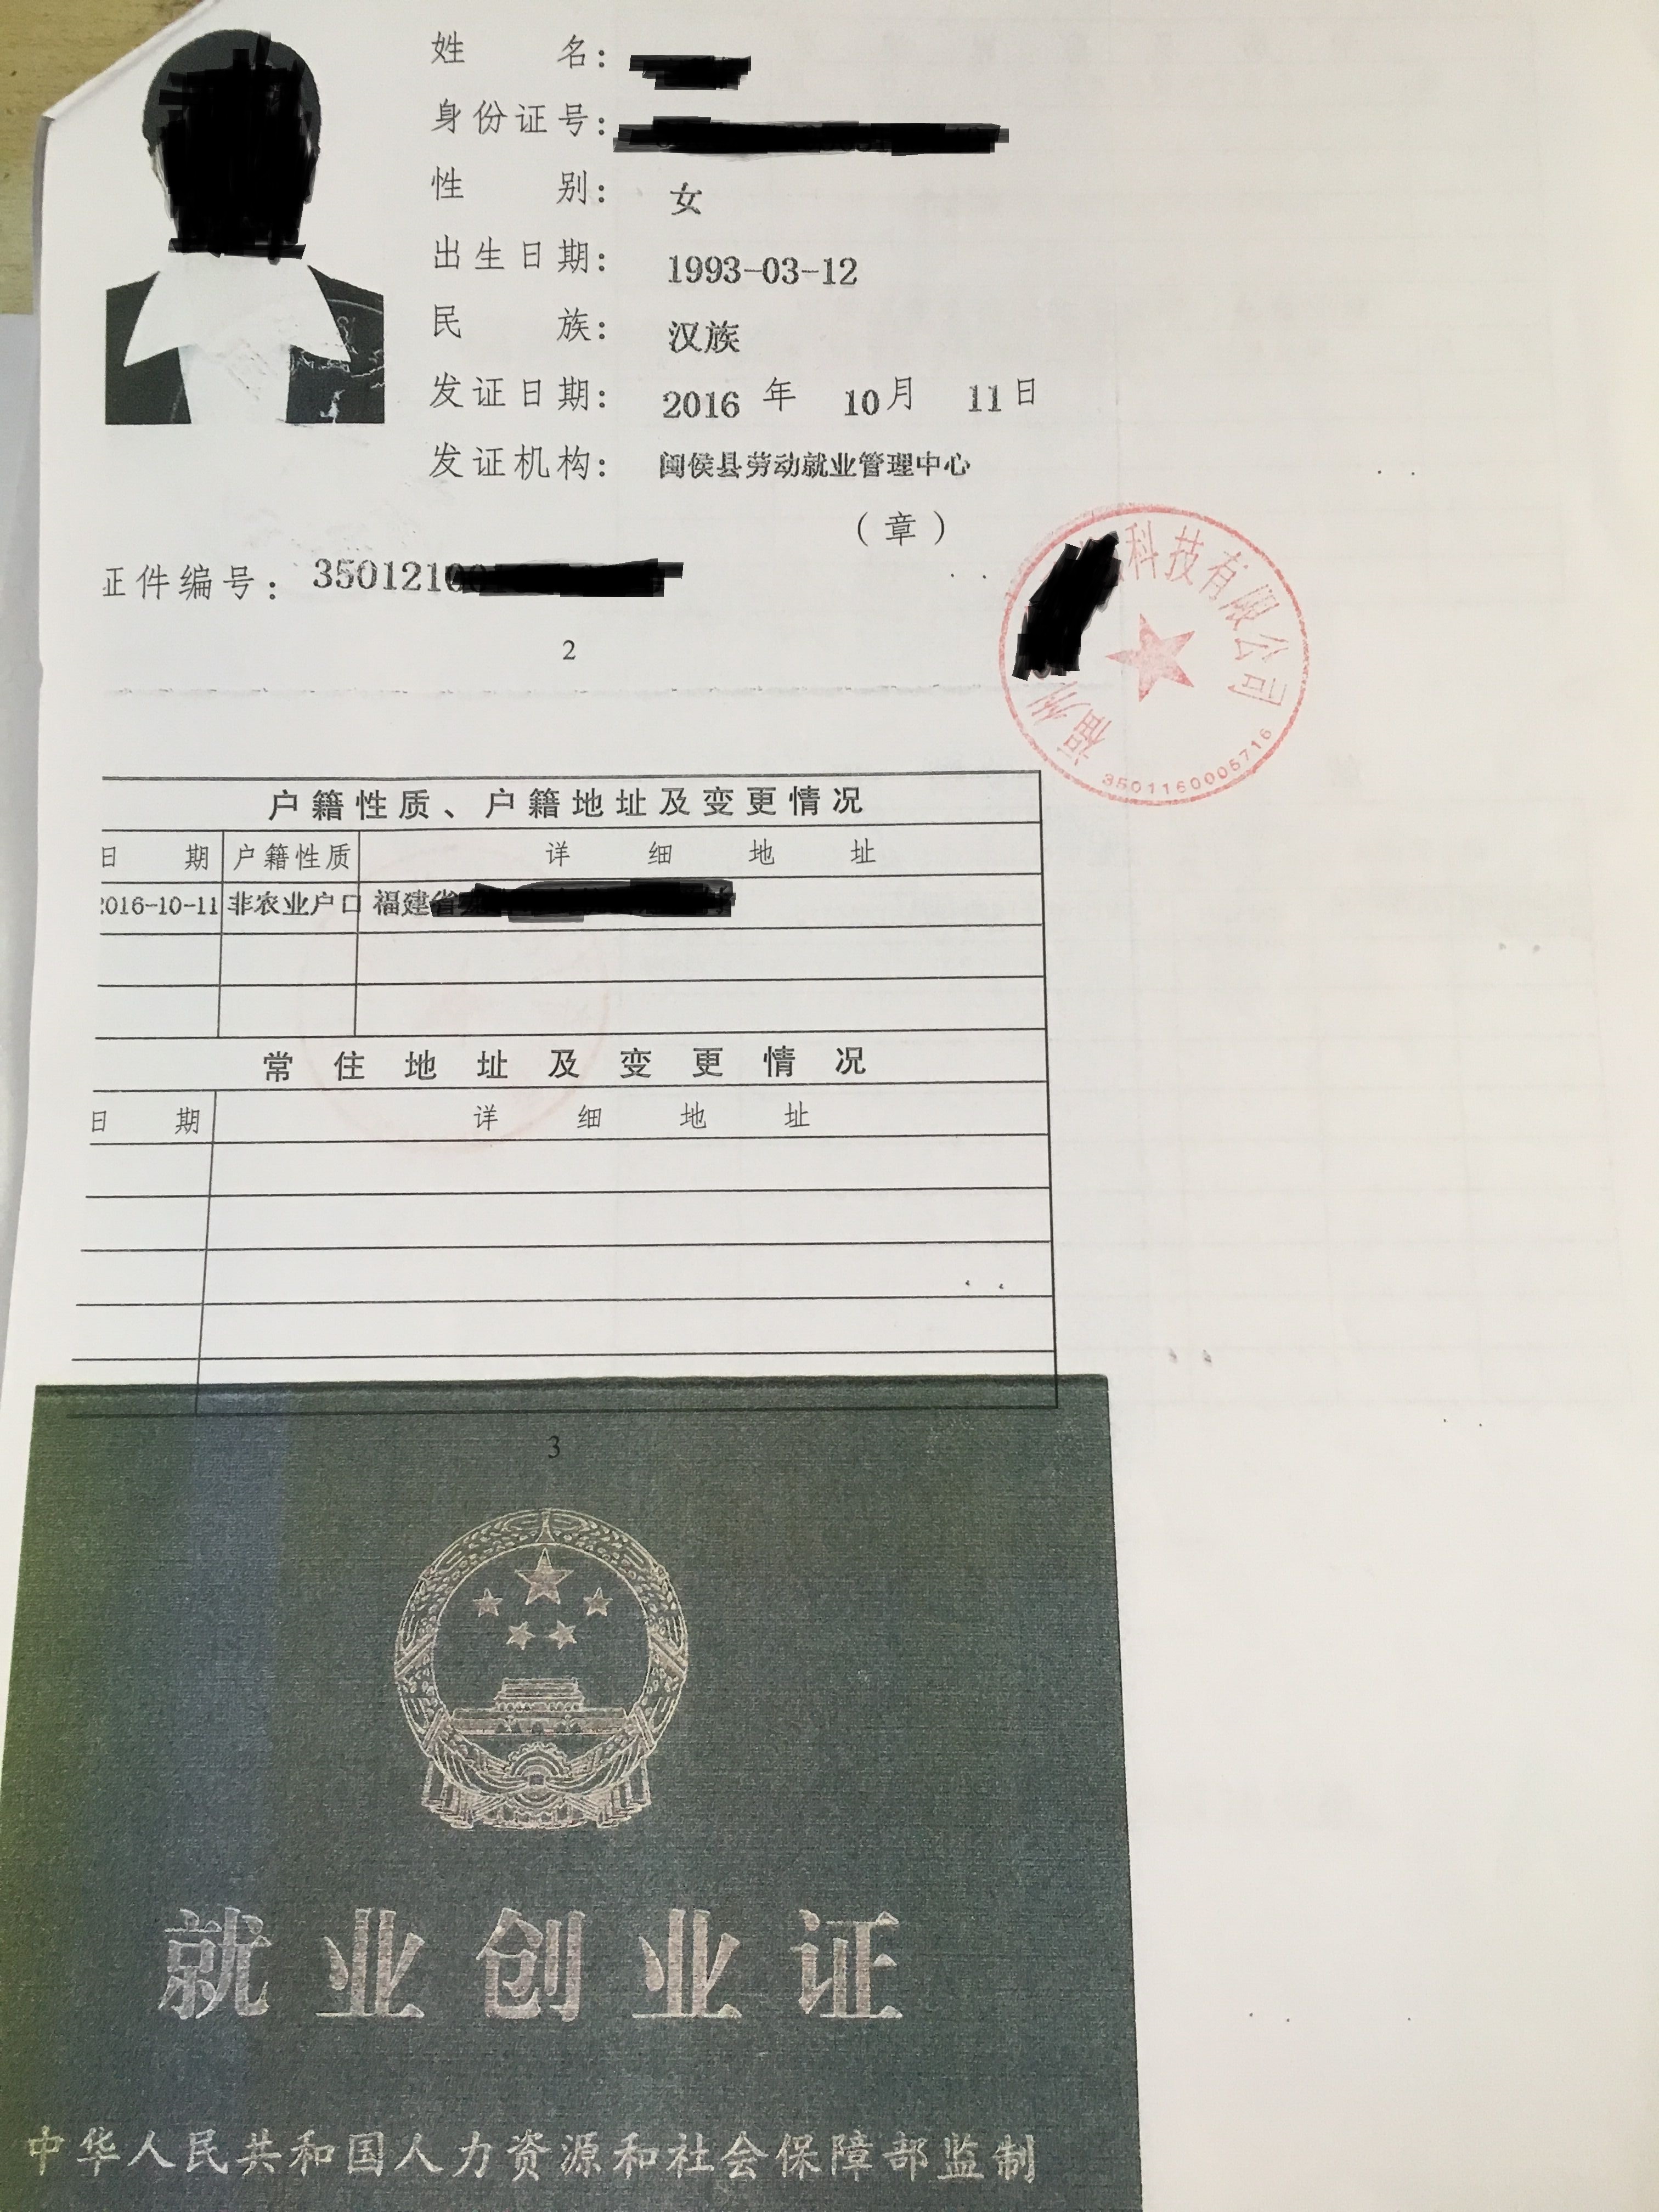 姓 名：
身份证号：
性 别： 女
出生日期： 1993-03-12
民 族： 汉族
发证日期： 2016 年 10月 11日
发证机构： 闽侯县劳动就业管理中心
（章）
证件编号： 3501210
2
福州
科技有限公司
3501150005716
户籍性质、户籍地址及变更情况
日 期 户籍性质 详 细 地 址
2016-10-11 非农业户口 福建省
常住地址及变更情况
日 期 详 细 地 址
3
就业创业证
中华人民共和国人力资源和社会保障部监制